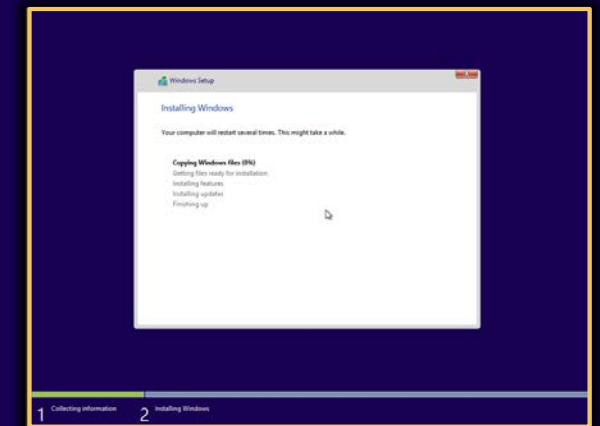 Windows Setup
Installing Windows
Your computer will restart several times. This might take a while.
Copying Windows files (0%)
Getting files ready for installation
Installing features
Installing updates
Finishing up
1 Collecting information 2 Installing Windows